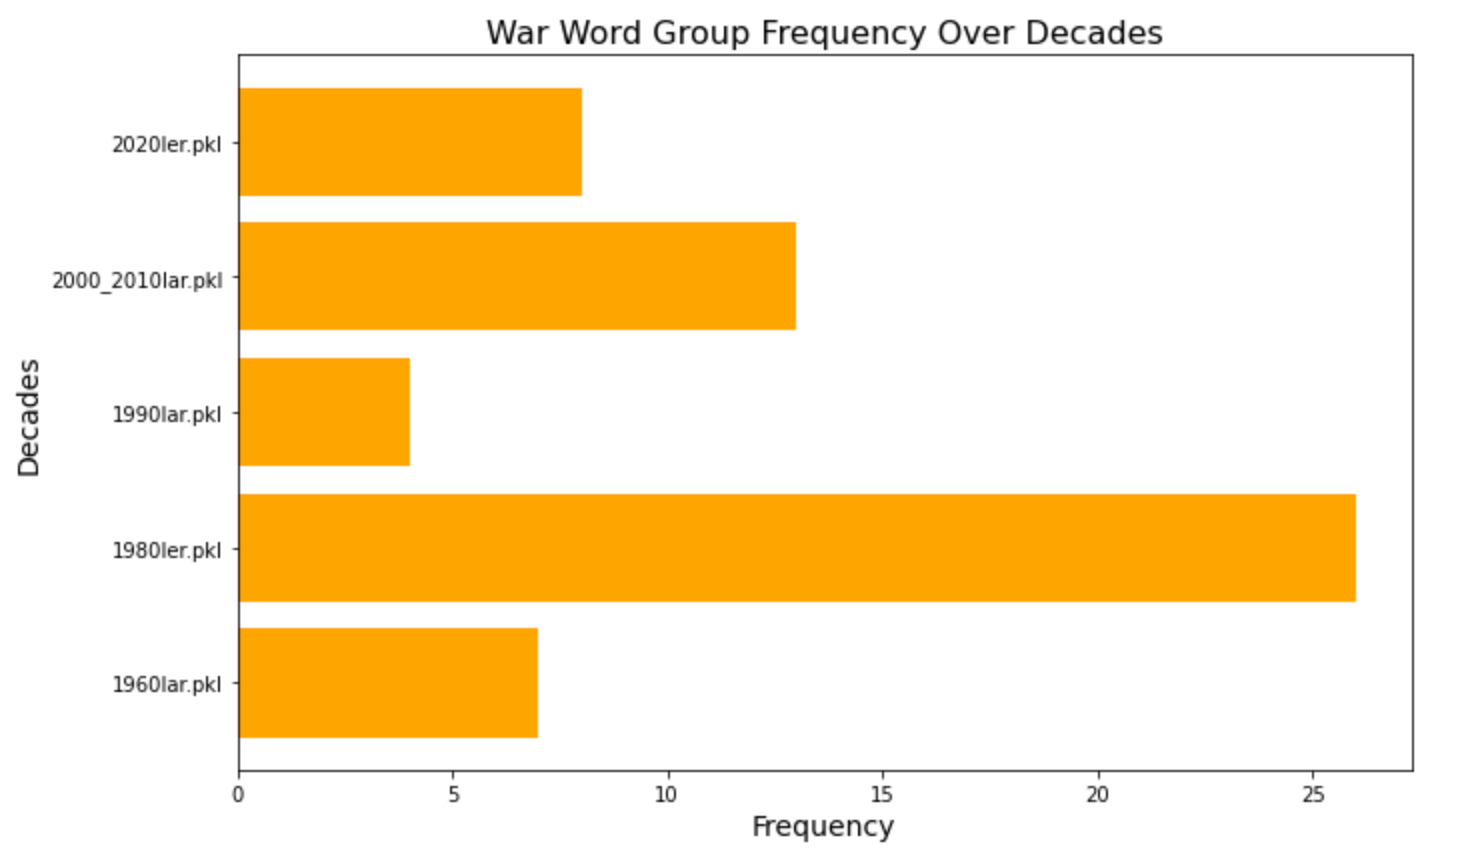 War Word Group Frequency Over Decades
2020ler.pkl
2000_2010lar.pkl
1990lar.pkl
1980ler.pkl
1960lar.pkl
Decades
0 5 10 15 20 25
Frequency